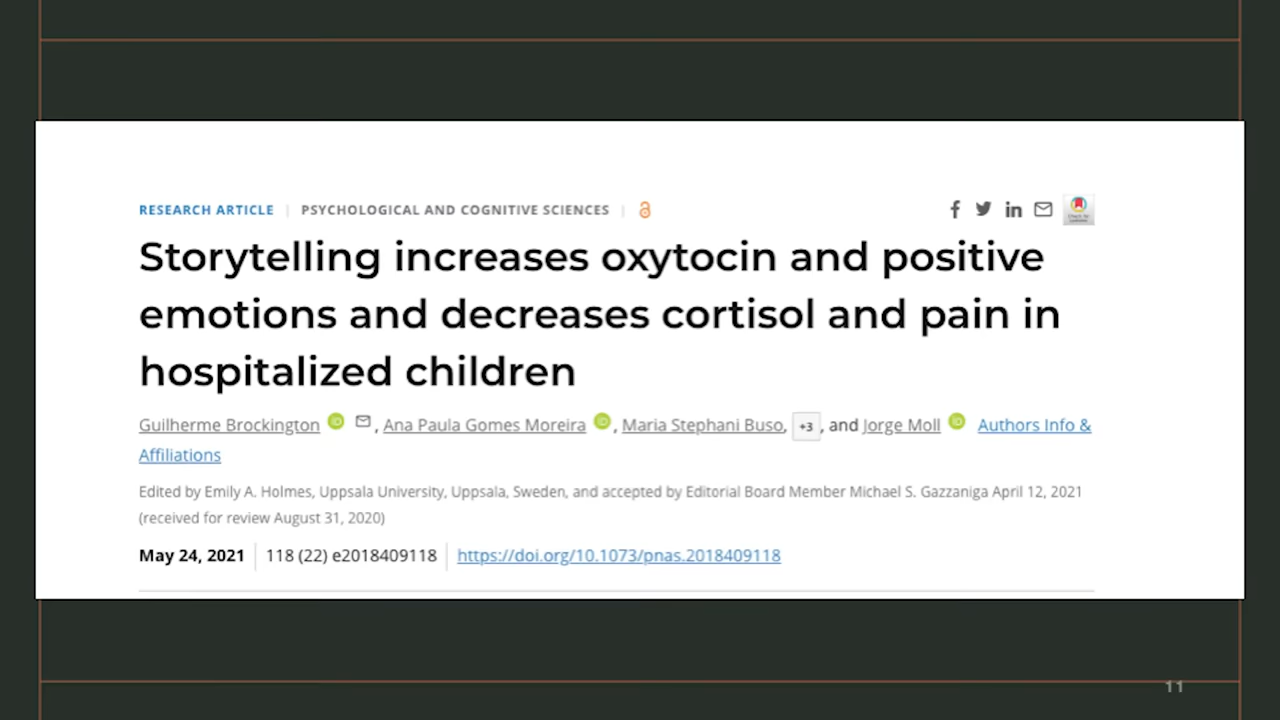 RESEARCH ARTICLE | PSYCHOLOGICAL AND COGNITIVE SCIENCES |
Storytelling increases oxytocin and positive
emotions and decreases cortisol and pain in
hospitalized children
Guilherme Brockington iD , Ana Paula Gomes Moreira iD , Maria Stephani Buso, +3 , and Jorge Moll iD Authors Info &
Affiliations
Edited by Emily A. Holmes, Uppsala University, Uppsala, Sweden, and accepted by Editorial Board Member Michael S. Gazzaniga April 12, 2021
(received for review August 31, 2020)
May 24, 2021 | 118 (22) e2018409118 | https://doi.org/10.1073/pnas.2018409118
11